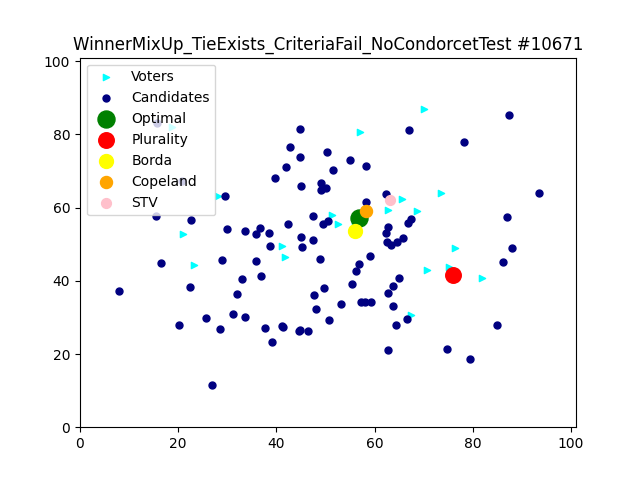 WinnerMixUp_TieExists_CriteriaFail_NoCondorcetTest #10671
100
80
60
40
20
0
Voters
Candidates
Optimal
Plurality
Borda
Copeland
STV
0 20 40 60 80 100